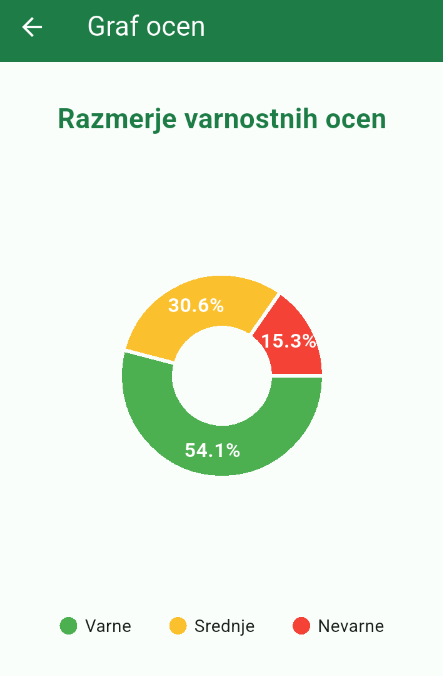 Graf ocen
Razmerje varnostnih ocen
30.6%
15.3%
54.1%
Varne
Srednje
Nevarne